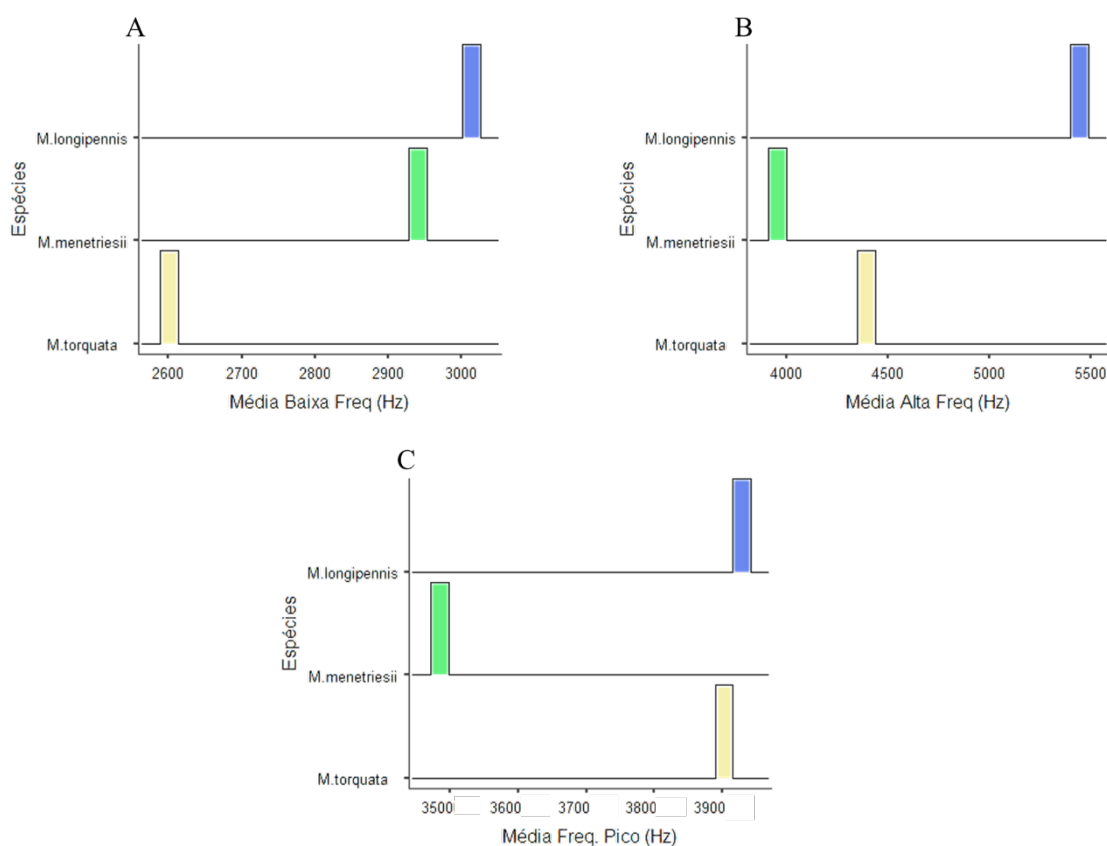 A
Espécies
M.longipennis
M.menetriesii
M.torquata
2600 2700 2800 2900 3000
Média Baixa Freq (Hz)
B
Espécies
M.longipennis
M.menetriesii
M.torquata
4000 4500 5000 5500
Média Alta Freq (Hz)
C
Espécies
M.longipennis
M.menetriesii
M.torquata
3500 3600 3700 3800 3900
Média Freq. Pico (Hz)